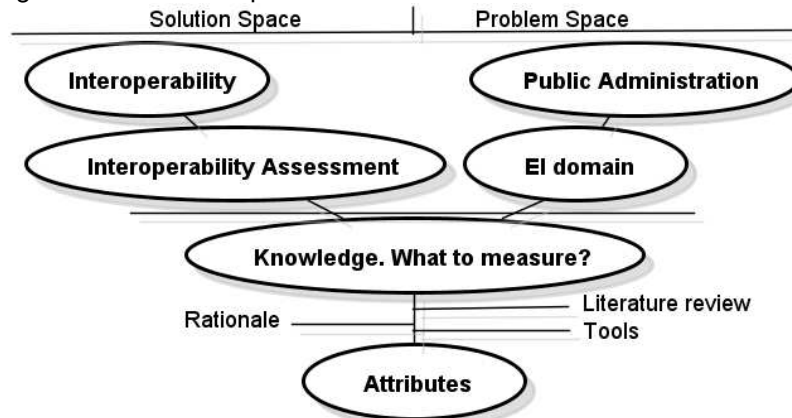 Solution Space
Problem Space
Interoperability
Public Administration
Interoperability Assessment
EI domain
Knowledge. What to measure?
Literature review
Rationale
Tools
Attributes